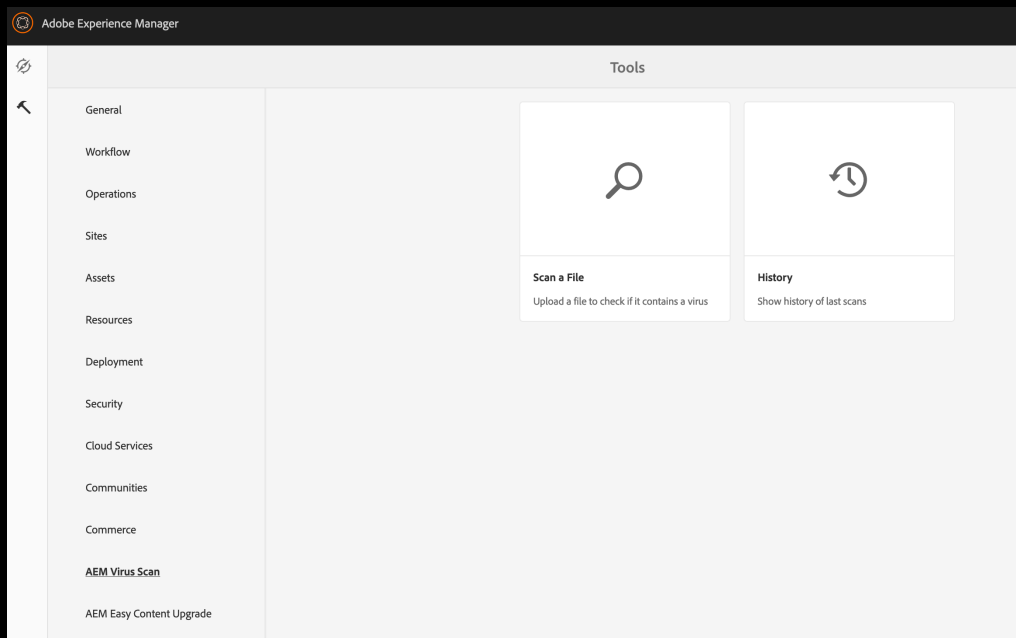 Adobe Experience Manager
Tools
General
Workflow
Operations
Sites
Assets
Resources
Deployment
Security
Cloud Services
Communities
Commerce
AEM Virus Scan
AEM Easy Content Upgrade
Scan a File
Upload a file to check if it contains a virus
History
Show history of last scans